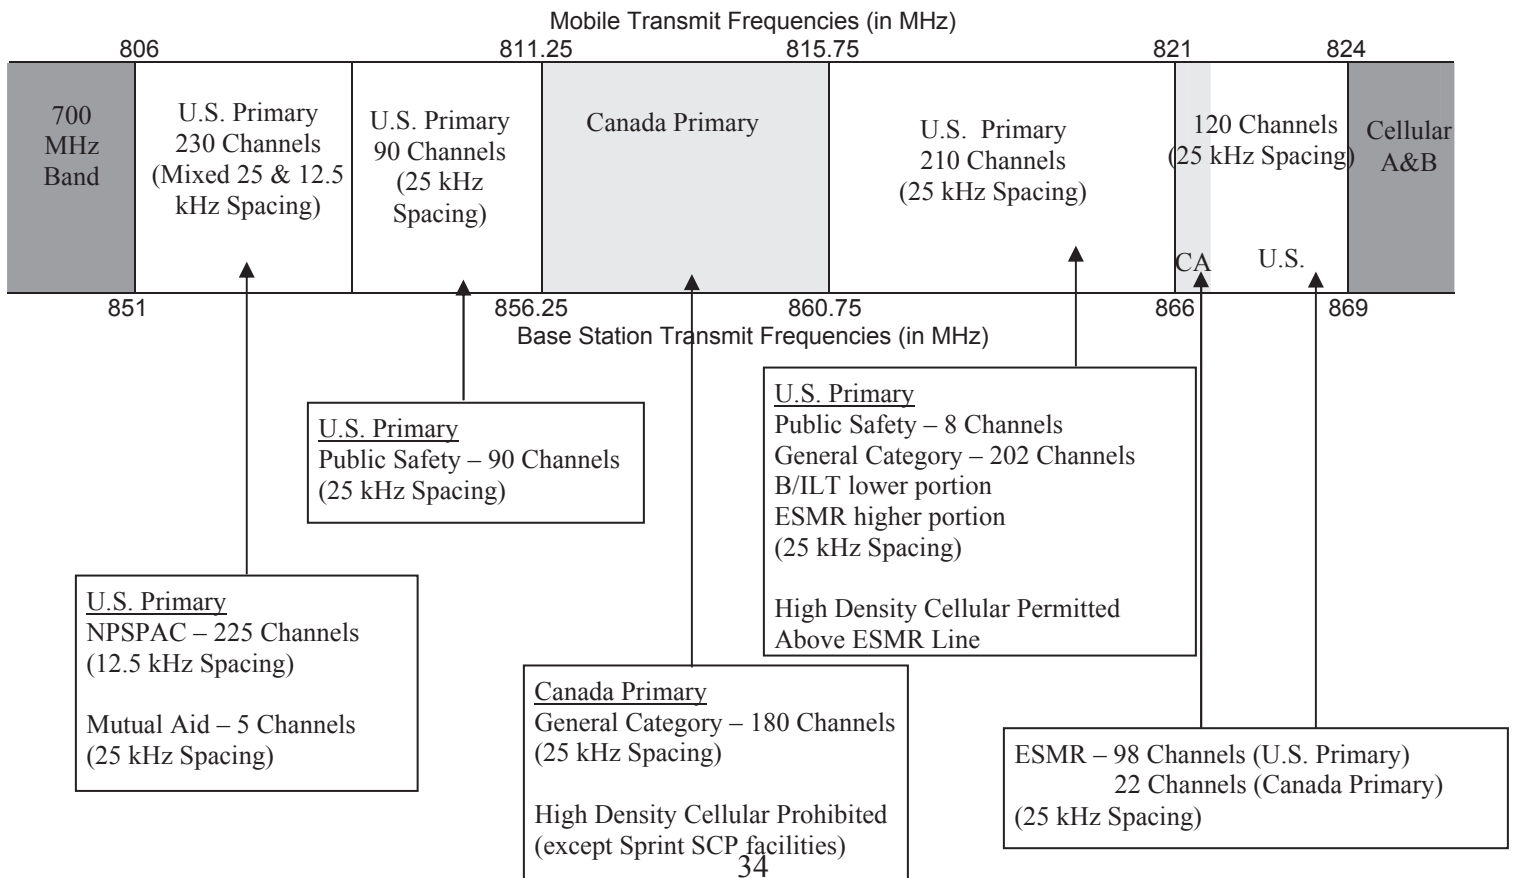 Mobile Transmit Frequencies (in MHz)
806 811.25 815.75 821 824
700
MHz
Band
U.S. Primary
230 Channels
(Mixed 25 & 12.5
kHz Spacing)
U.S. Primary
90 Channels
(25 kHz
Spacing)
Canada Primary
U.S. Primary
210 Channels
(25 kHz Spacing)
120 Channels
(25 kHz Spacing)
CA U.S.
Cellular
A&B
851 856.25 860.75 866 869
Base Station Transmit Frequencies (in MHz)
U.S. Primary
Public Safety – 90 Channels
(25 kHz Spacing)
U.S. Primary
Public Safety – 8 Channels
General Category – 202 Channels
B/ILT lower portion
ESMR higher portion
(25 kHz Spacing)
High Density Cellular Permitted
Above ESMR Line
U.S. Primary
NPSPAC – 225 Channels
(12.5 kHz Spacing)
Mutual Aid – 5 Channels
(25 kHz Spacing)
Canada Primary
General Category – 180 Channels
(25 kHz Spacing)
High Density Cellular Prohibited
(except Sprint SCP facilities)
ESMR – 98 Channels (U.S. Primary)
22 Channels (Canada Primary)
(25 kHz Spacing)
34